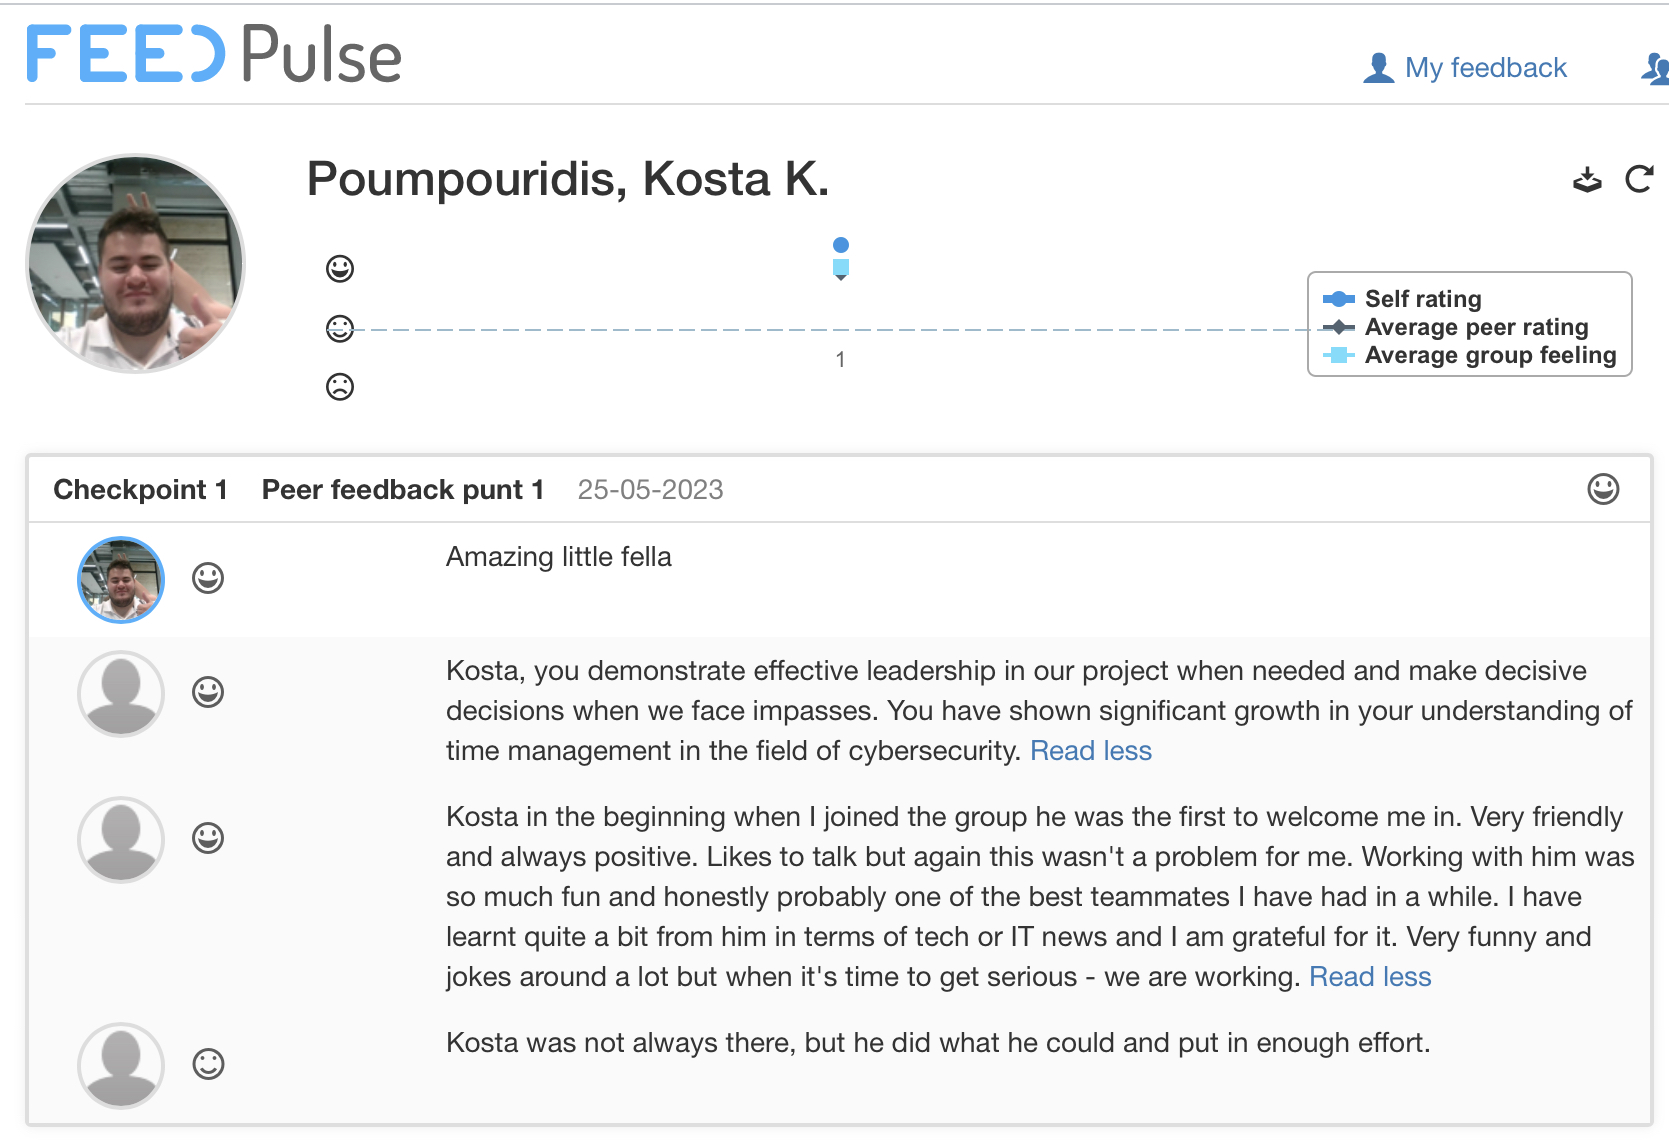 FEED Pulse
My feedback
Poumpouridis, Kosta K.
Self rating
Average peer rating
Average group feeling
1
Checkpoint 1 Peer feedback punt 1 25-05-2023
Amazing little fella
Kosta, you demonstrate effective leadership in our project when needed and make decisive
decisions when we face impasses. You have shown significant growth in your understanding of
time management in the field of cybersecurity. Read less
Kosta in the beginning when I joined the group he was the first to welcome me in. Very friendly
and always positive. Likes to talk but again this wasn't a problem for me. Working with him was
so much fun and honestly probably one of the best teammates I have had in a while. I have
learnt quite a bit from him in terms of tech or IT news and I am grateful for it. Very funny and
jokes around a lot but when it's time to get serious - we are working. Read less
Kosta was not always there, but he did what he could and put in enough effort.